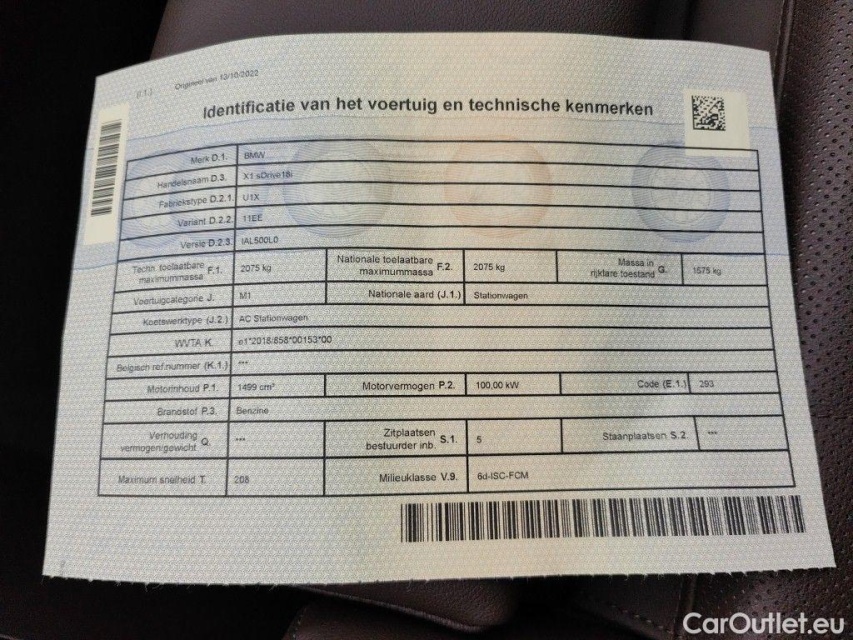 (I1.) Origineel van 13/10/2022
Identificatie van het voertuig en technische kenmerken
Merk D.1. BMW
Handelsnaam D.3. X1 sDrive18i
Fabriekstype D.2.1. U1X
Variant D.2.2. 11EE
Versie D.2.3. IAL500L0
Techn. toelaatbare maximummassa F.1. 2075 kg Nationale toelaatbare maximummassa F.2. 2075 kg Massa in rijklare toestand G. 1575 kg
Voertuigcategorie J. M1 Nationale aard (J.1.) Stationwagen
Koetswerktype (J.2.) AC Stationwagen
WVTA K. e1*2018/858*00153*00
Belgisch ref.nummer (K.1.) ***
Motorinhoud P.1. 1499 cm³ Motorvermogen P.2. 100,00 kW Code (E.1.) 293
Brandstof P.3. Benzine
Verhouding vermogen/gewicht Q. *** Zitplaatsen bestuurder inb. S.1. 5 Staanplaatsen S.2. ***
Maximum snelheid T. 208 Milieuklasse V.9. 6d-ISC-FCM
CarOutlet.eu